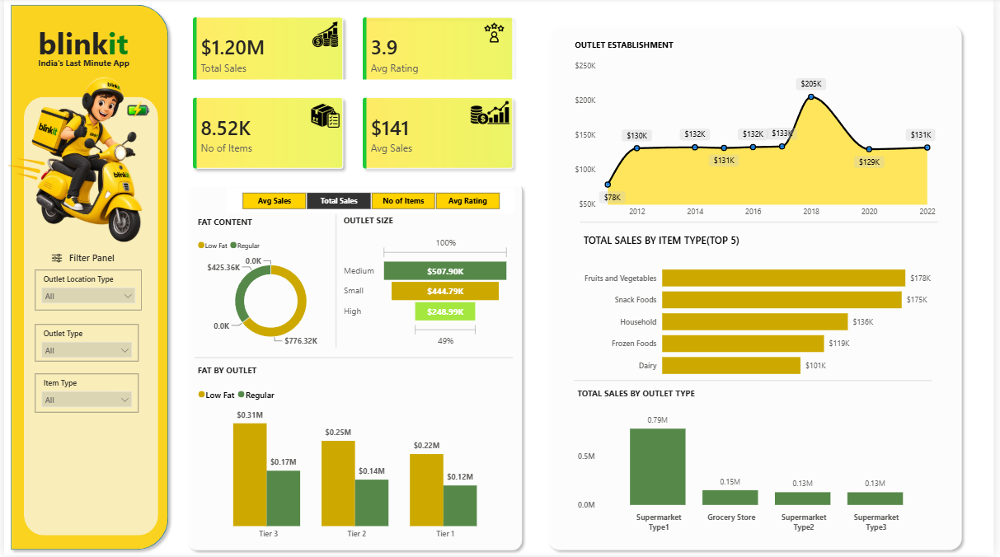 blinkit
India's Last Minute App
blinkit
blinkit
blinkit
Filter Panel
Outlet Location Type
All
Outlet Type
All
Item Type
All
$1.20M
Total Sales
3.9
Avg Rating
8.52K
No of Items
$141
Avg Sales
Avg Sales
Total Sales
No of Items
Avg Rating
FAT CONTENT
Low Fat
Regular
0.0K
$425.36K
0.0K
$776.32K
OUTLET SIZE
100%
Medium
$507.90K
Small
$444.79K
High
$248.99K
49%
FAT BY OUTLET
Low Fat
Regular
$0.31M
$0.17M
$0.25M
$0.14M
$0.22M
$0.12M
Tier 3
Tier 2
Tier 1
OUTLET ESTABLISHMENT
$250K
$200K
$150K
$100K
$50K
$78K
$130K
$132K
$131K
$132K
$133K
$205K
$129K
$131K
2012
2014
2016
2018
2020
2022
TOTAL SALES BY ITEM TYPE(TOP 5)
Fruits and Vegetables
$178K
Snack Foods
$175K
Household
$136K
Frozen Foods
$119K
Dairy
$101K
TOTAL SALES BY OUTLET TYPE
0.5M
0.0M
0.79M
0.15M
0.13M
0.13M
Supermarket
Type1
Grocery Store
Supermarket
Type2
Supermarket
Type3